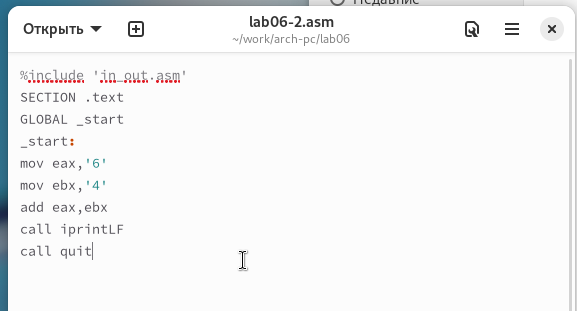 Недавние
Открыть
lab06-2.asm
~/work/arch-pc/lab06
%include 'in_out.asm'
SECTION .text
GLOBAL _start
_start:
mov eax,'6'
mov ebx,'4'
add eax,ebx
call iprintLF
call quit